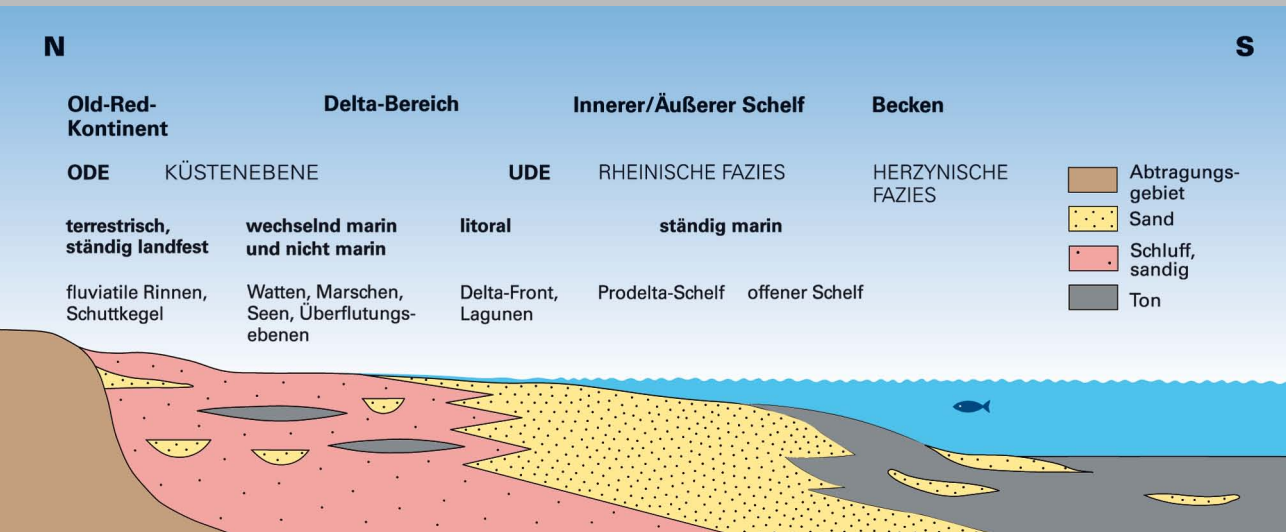 N
S
Old-Red-
Kontinent
Delta-Bereich
Innerer/Äußerer Schelf
Becken
ODE
KÜSTENEBENE
UDE
RHEINISCHE FAZIES
HERZYNISCHE
FAZIES
terrestrisch,
ständig landfest
wechselnd marin
und nicht marin
litoral
ständig marin
fluviatile Rinnen,
Schuttkegel
Watten, Marschen,
Seen, Überflutungs-
ebenen
Delta-Front,
Lagunen
Prodelta-Schelf
offener Schelf
Abtragungs-
gebiet
Sand
Schluff,
sandig
Ton